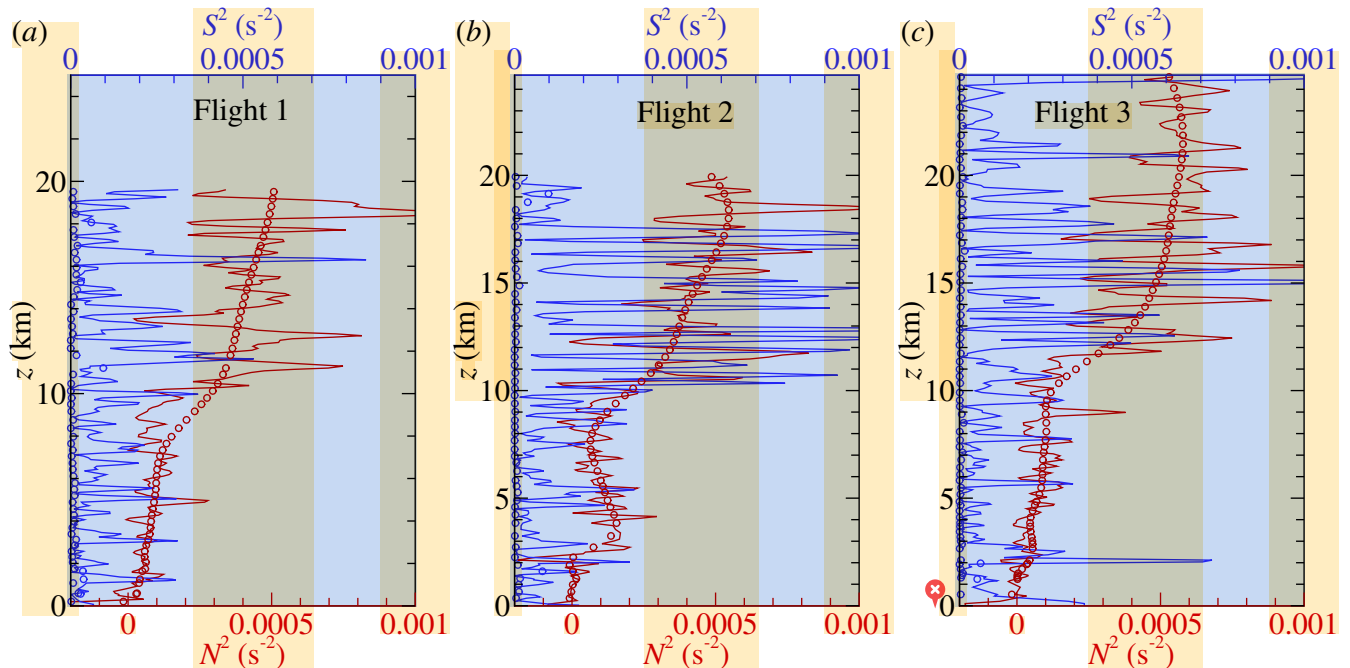 (a)
S² (s⁻²)
0 0.0005 0.001
Flight 1
20
10
0
z (km)
0 0.0005 0.001
N² (s⁻²)
(b)
S² (s⁻²)
0 0.0005 0.001
Flight 2
20
15
10
5
0
z (km)
0 0.0005 0.001
N² (s⁻²)
(c)
S² (s⁻²)
0 0.0005 0.001
Flight 3
20
15
10
5
0
z (km)
0 0.0005 0.001
N² (s⁻²)